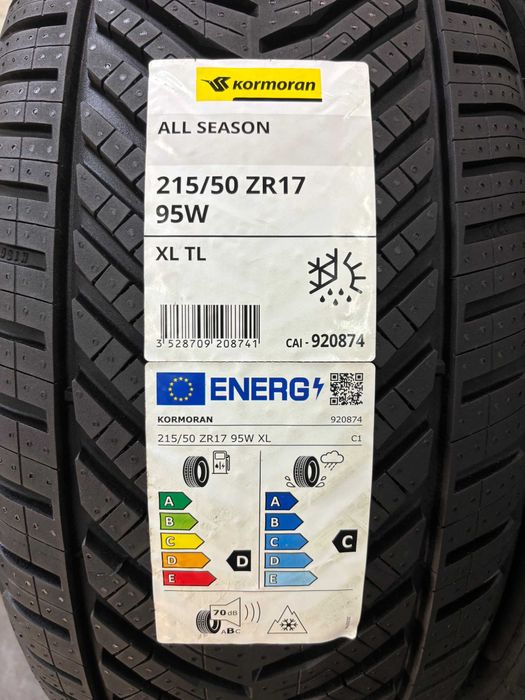 KORMORAN
ALL SEASON
215/50 ZR17
95W
XL TL
3 528709 208741
CAI - 920874
ENERG
KORMORAN 920874
215/50 ZR17 95W XL C1
A A
B B
C C C
D D D
E E
70 dB
ABC